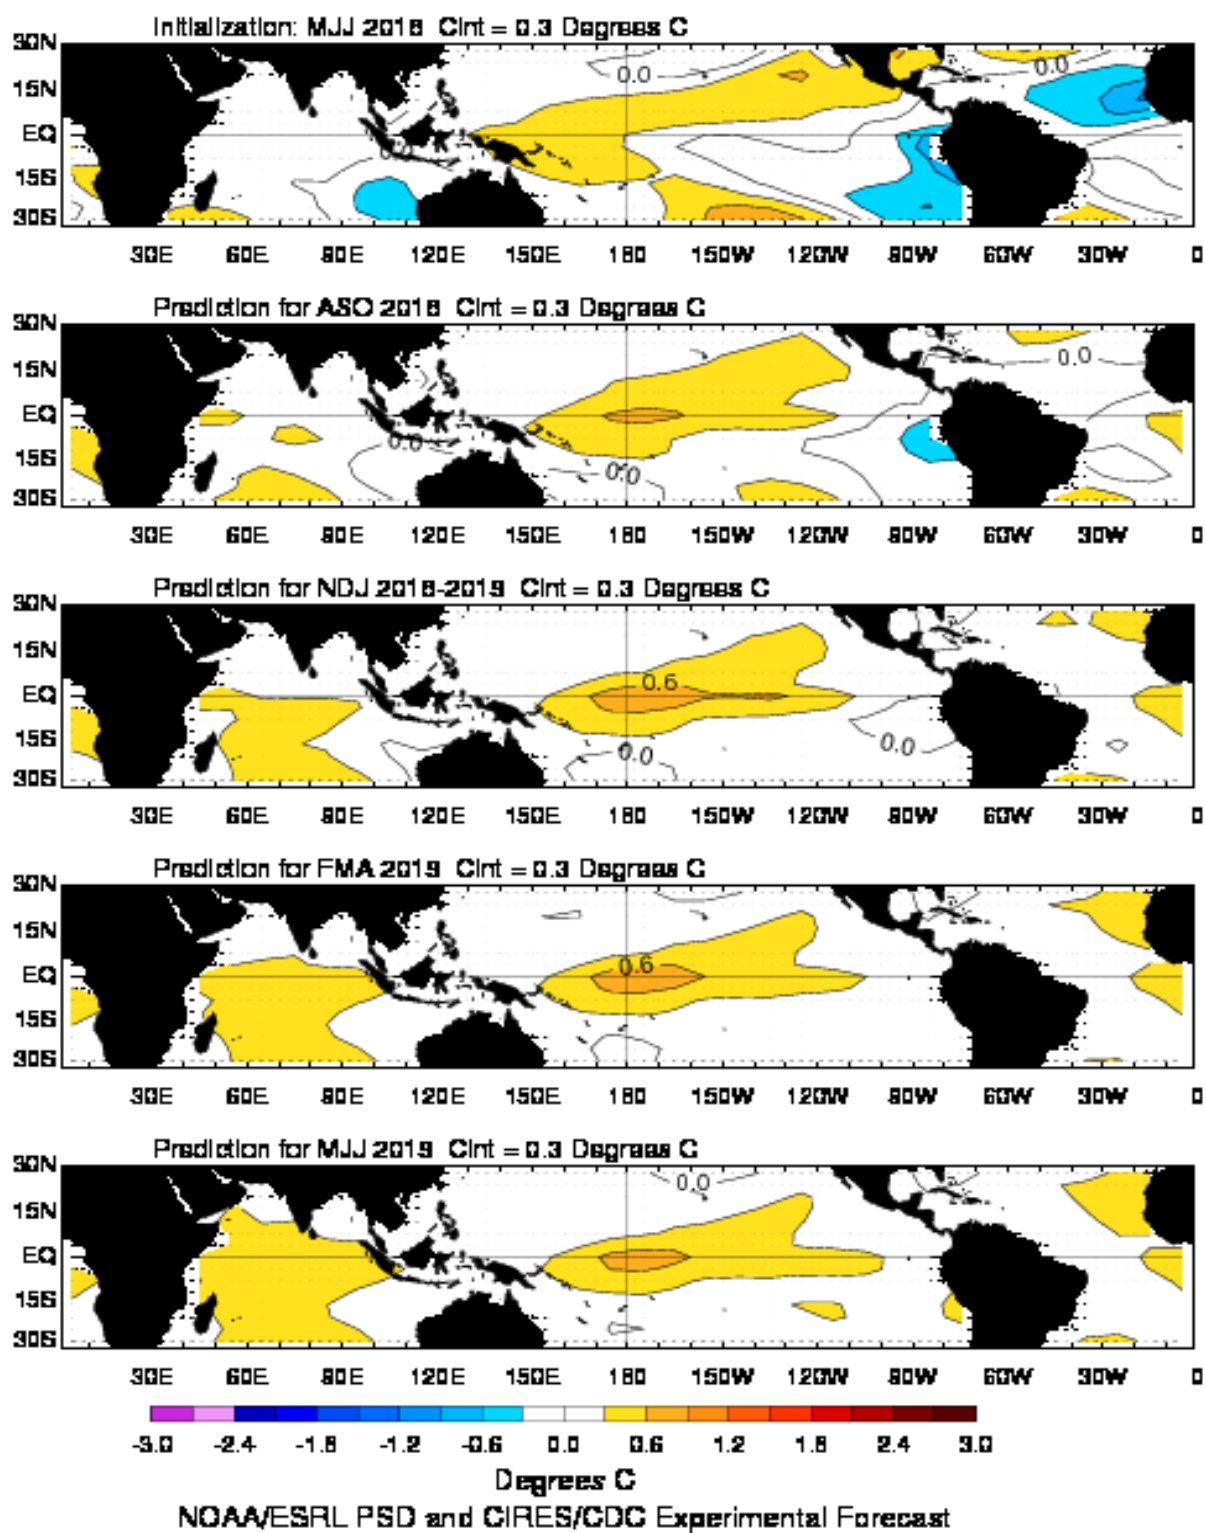 Initialization: MJJ 2018 Cint = 0.3 Degrees C
30N
15N
EQ
15S
30S
0.0
0.0
0.0
30E 60E 90E 120E 150E 180 150W 120W 90W 60W 30W 0
Prediction for ASO 2018 Cint = 0.3 Degrees C
30N
15N
EQ
15S
30S
0.0
0.0
0.0
30E 60E 90E 120E 150E 180 150W 120W 90W 60W 30W 0
Prediction for NDJ 2018-2019 Cint = 0.3 Degrees C
30N
15N
EQ
15S
30S
0.6
0.0
0.0
30E 60E 90E 120E 150E 180 150W 120W 90W 60W 30W 0
Prediction for FMA 2019 Cint = 0.3 Degrees C
30N
15N
EQ
15S
30S
0.6
30E 60E 90E 120E 150E 180 150W 120W 90W 60W 30W 0
Prediction for MJJ 2019 Cint = 0.3 Degrees C
30N
15N
EQ
15S
30S
0.0
30E 60E 90E 120E 150E 180 150W 120W 90W 60W 30W 0
-3.0 -2.4 -1.8 -1.2 -0.6 0.0 0.6 1.2 1.8 2.4 3.0
Degrees C
NOAA/ESRL PSD and CIRES/CDC Experimental Forecast